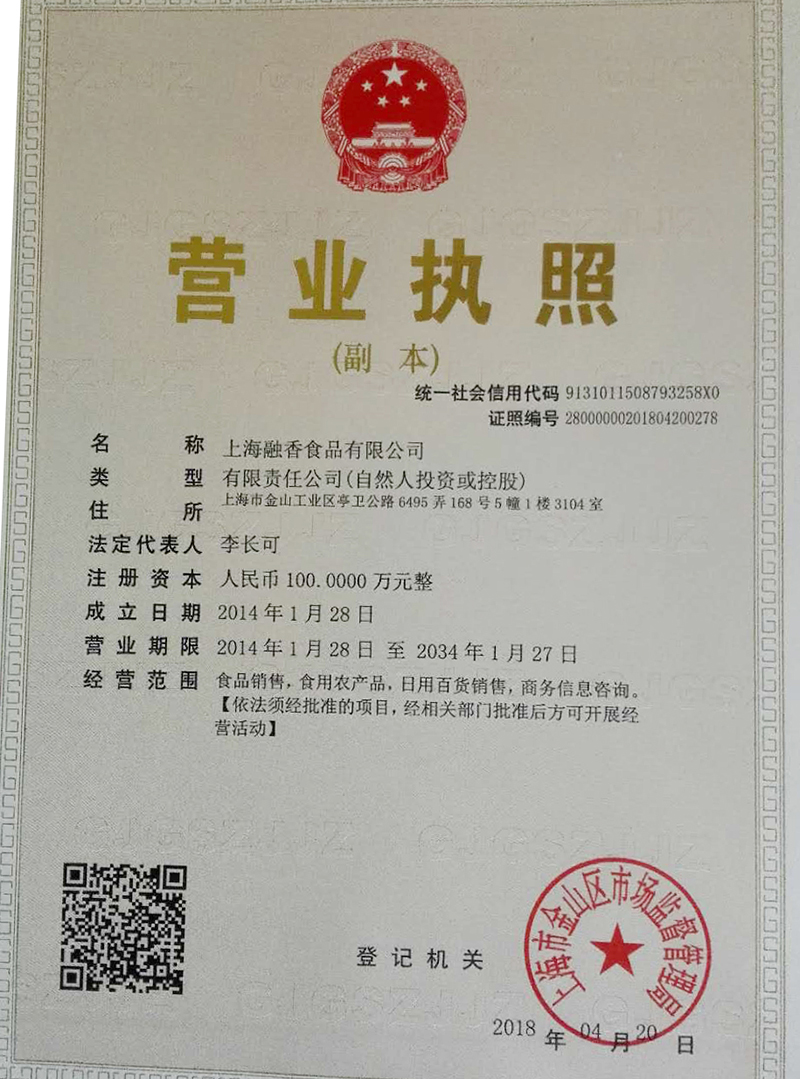 营业执照
(副 本)
统一社会信用代码 9131011508793258X0
证照编号 28000000201804200278
名 称 上海融香食品有限公司
类 型 有限责任公司(自然人投资或控股)
住 所 上海市金山工业区亭卫公路6495弄168号5幢1楼3104室
法定代表人 李长可
注册资本 人民币100.0000万元整
成立日期 2014年1月28日
营业期限 2014年1月28日 至 2034年1月27日
经营范围 食品销售,食用农产品,日用百货销售,商务信息咨询。
【依法须经批准的项目,经相关部门批准后方可开展经
营活动】
登记机关
上海市金山区市场监督管理局
2018年04月20日